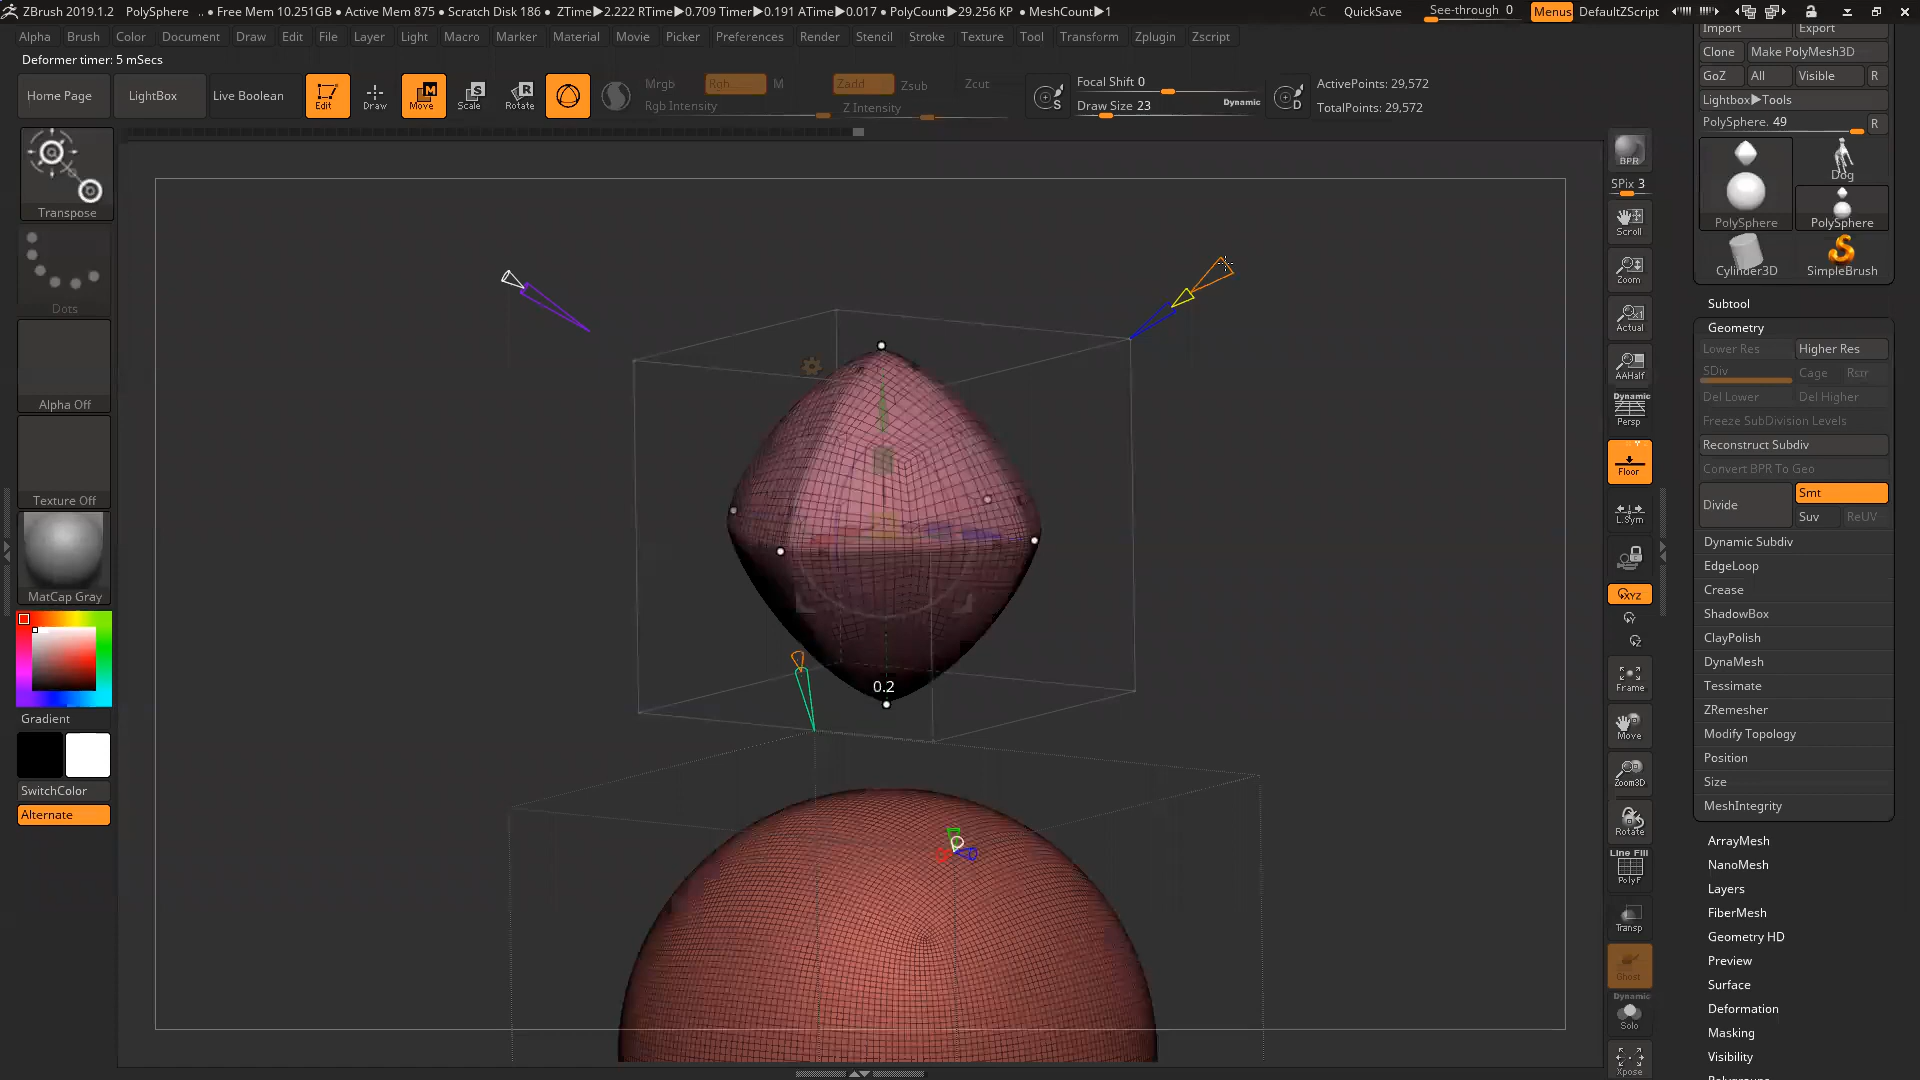 ZBrush 2019.1.2 PolySphere .. • Free Mem 10.251GB • Active Mem 875 • Scratch Disk 186 • ZTime▶2.222 RTime▶0.709 Timer▶0.191 ATime▶0.017 • PolyCount▶29.256 KP • MeshCount▶1 AC QuickSave See-through 0 Menus DefaultZScript
Alpha Brush Color Document Draw Edit File Layer Light Macro Marker Material Movie Picker Preferences Render Stencil Stroke Texture Tool Transform Zplugin Zscript
Deformer timer: 5 mSecs
Home Page LightBox Live Boolean Edit Draw Move Scale Rotate
Mrgb Rgb M Zadd Zsub Zcut
Rgb Intensity Z Intensity
S Focal Shift 0
Draw Size 23 Dynamic D
ActivePoints: 29,572
TotalPoints: 29,572
Transpose
Dots
Alpha Off
Texture Off
MatCap Gray
Gradient
SwitchColor
Alternate
0.2
BPR
SPix 3
Scroll
Zoom
Actual
AAHalf
Dynamic
Persp
Floor
L.Sym
XYZ
Y
Z
Frame
Move
Zoom3D
Rotate
Line Fill
PolyF
Transp
Ghost
Dynamic
Solo
Xpose
Import Export
Clone Make PolyMesh3D
GoZ All Visible R
Lightbox▶Tools
PolySphere. 49 R
PolySphere Dog
PolySphere
Cylinder3D SimpleBrush
Subtool
Geometry
Lower Res Higher Res
SDiv Cage Rstr
Del Lower Del Higher
Freeze SubDivision Levels
Reconstruct Subdiv
Convert BPR To Geo
Divide Smt
Suv ReUV
Dynamic Subdiv
EdgeLoop
Crease
ShadowBox
ClayPolish
DynaMesh
Tessimate
ZRemesher
Modify Topology
Position
Size
MeshIntegrity
ArrayMesh
NanoMesh
Layers
FiberMesh
Geometry HD
Preview
Surface
Deformation
Masking
Visibility